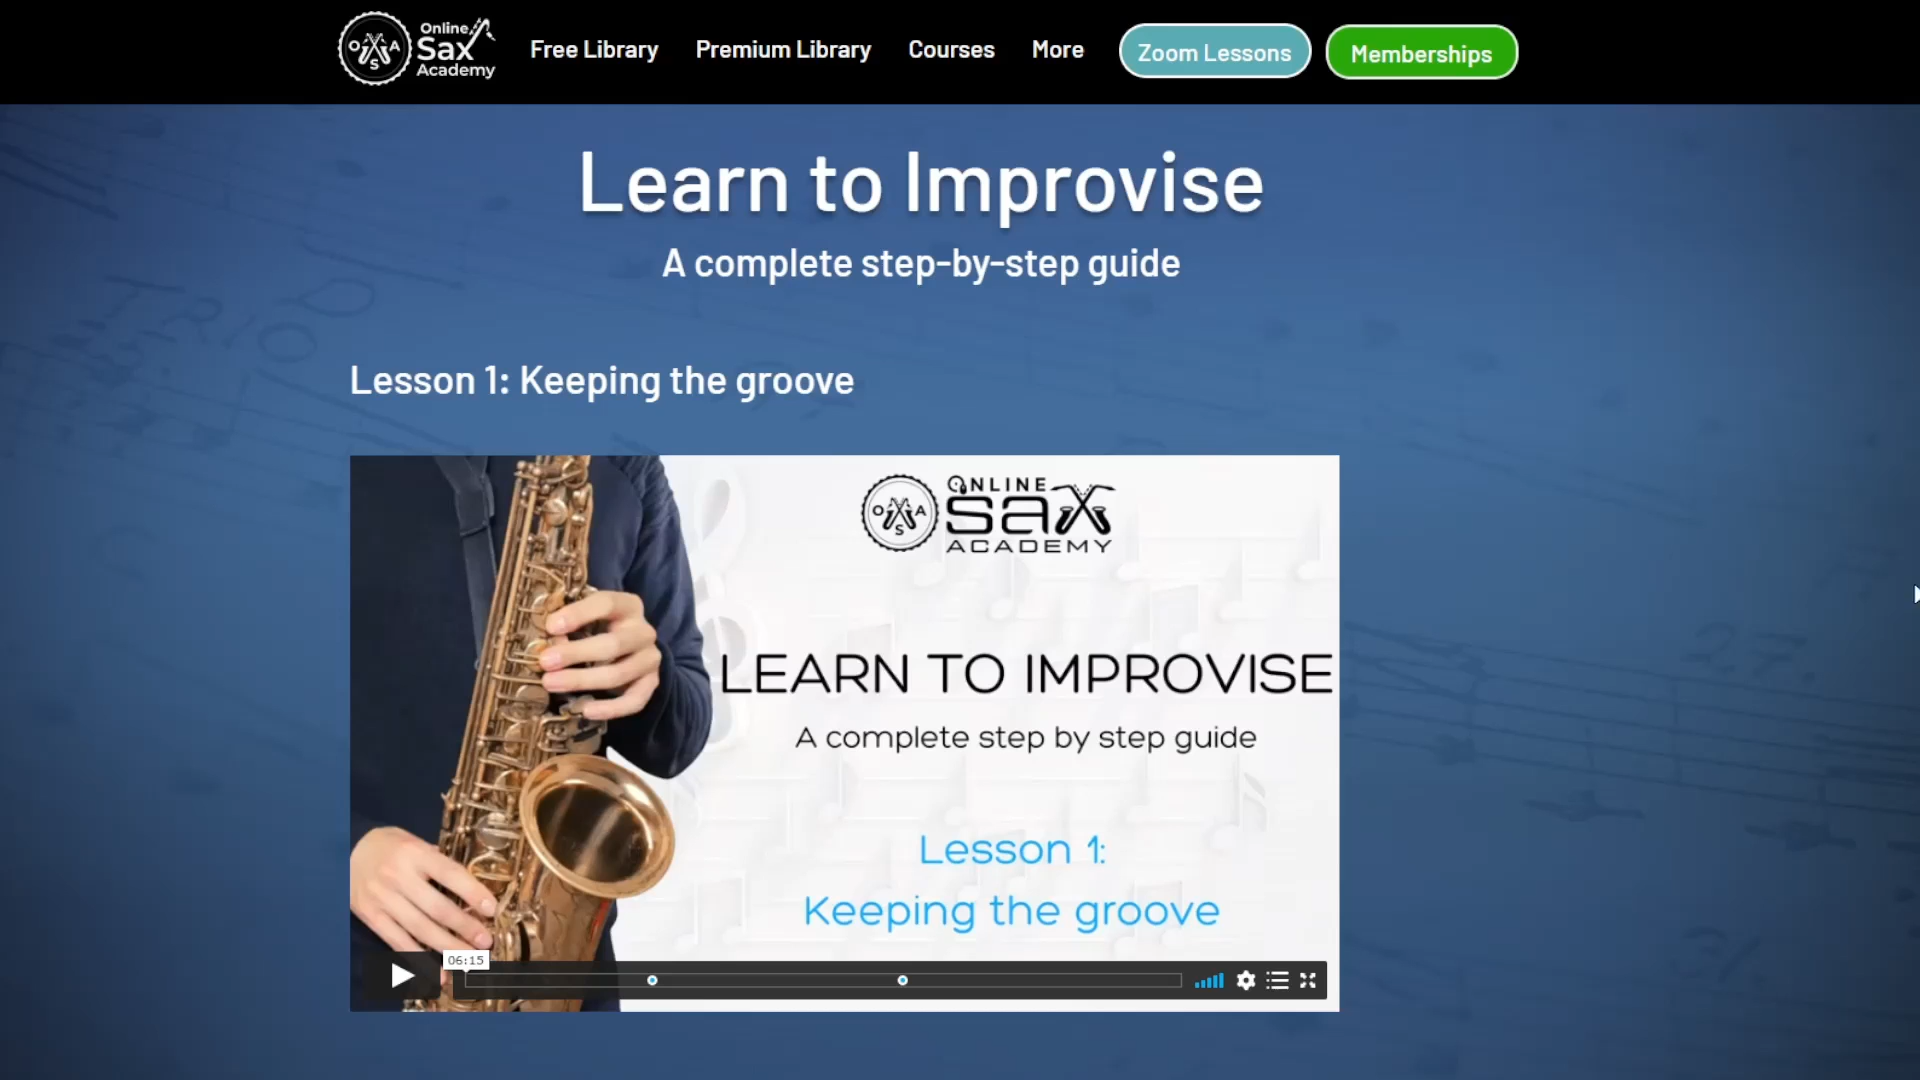 O A S
Online
Sax
Academy
Free Library
Premium Library
Courses
More
Zoom Lessons
Memberships
Learn to Improvise
A complete step-by-step guide
Lesson 1: Keeping the groove
O A S
ONLINE
SAX
ACADEMY
LEARN TO IMPROVISE
A complete step by step guide
Lesson 1:
Keeping the groove
06:15
TRIO